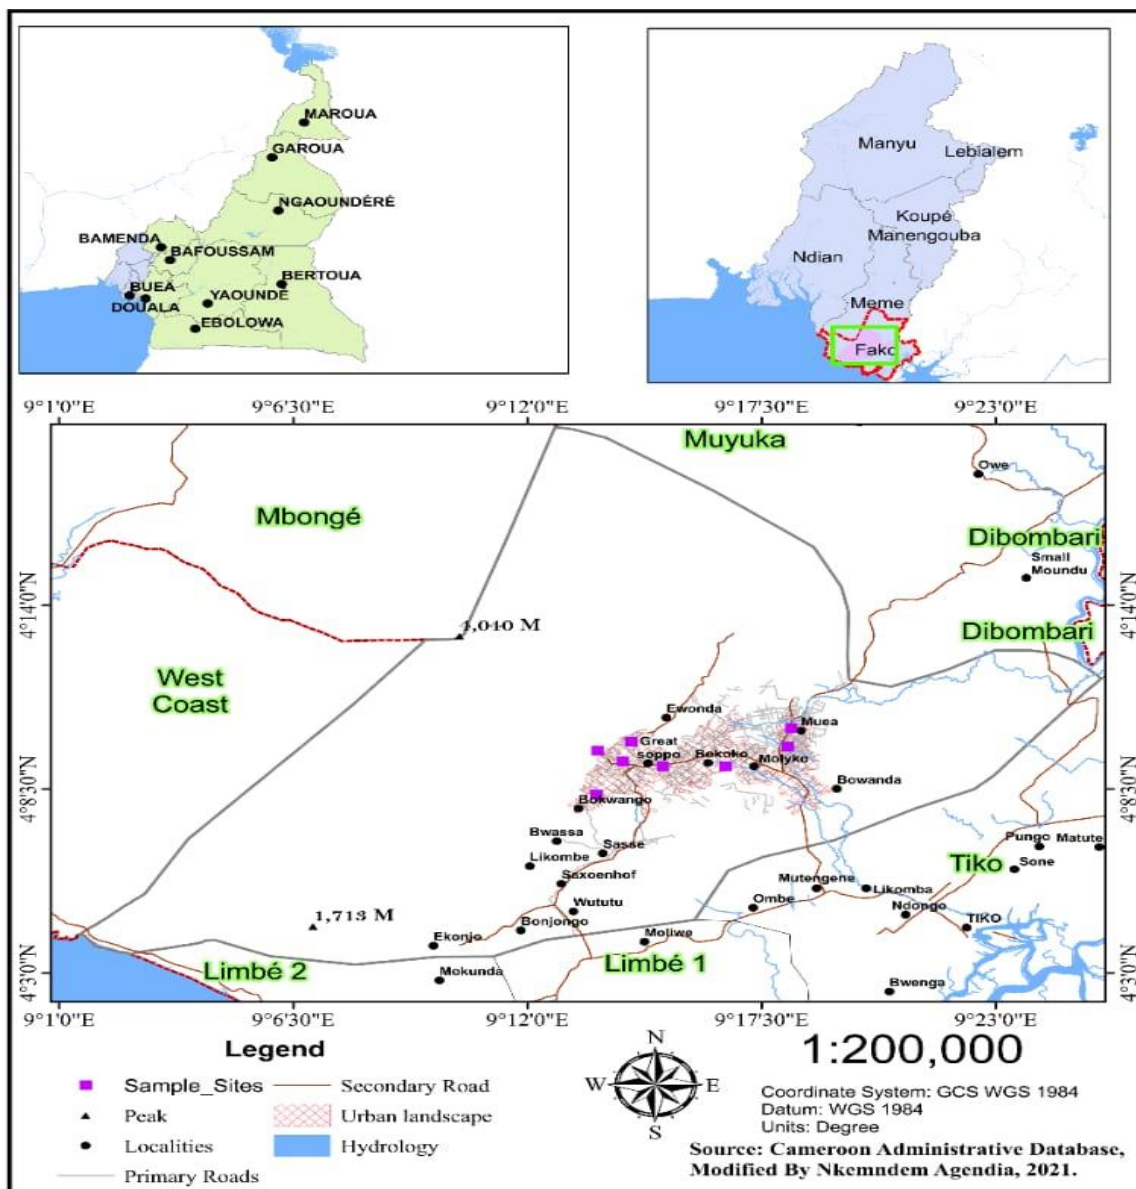 MAROUA
GAROUA
NGAOUNDÉRÉ
BAMENDA
BAFOUSSAM
BERTOUA
BUEA
YAOUNDE
DOUALA
EBOLOWA
Manyu
Lebialem
Koupé
Manengouba
Ndian
Meme
Fako
9°1'0"E 9°6'30"E 9°12'0"E 9°17'30"E 9°23'0"E
Muyuka
Owe
Mbongé
Dibombari
Small
Moundu
4°14'0"N 4°14'0"N
Dibombari
4,040 M
West
Coast
Ewonda
Muea
Great
soppo
Bokoko
Molyko
4°8'30"N 4°8'30"N
Bowanda
Bokwango
Bwassa
Sasse
Pungo
Matute
Likombe
Tiko
Sone
Saxoenhof
Mutengene
Likomba
Wututu
Ombe
Ndongo
1,713 M
Bonjongo
TIKO
Ekonjo
Moliwe
Limbé 2
Limbé 1
4°3'0"N 4°3'0"N
Mokunda
Bwenga
9°1'0"E 9°6'30"E 9°12'0"E 9°17'30"E 9°23'0"E
Legend
Sample_Sites
Peak
Localities
Primary Roads
Secondary Road
Urban landscape
Hydrology
N
W E
S
1:200,000
Coordinate System: GCS WGS 1984
Datum: WGS 1984
Units: Degree
Source: Cameroon Administrative Database,
Modified By Nkemndem Agendia, 2021.